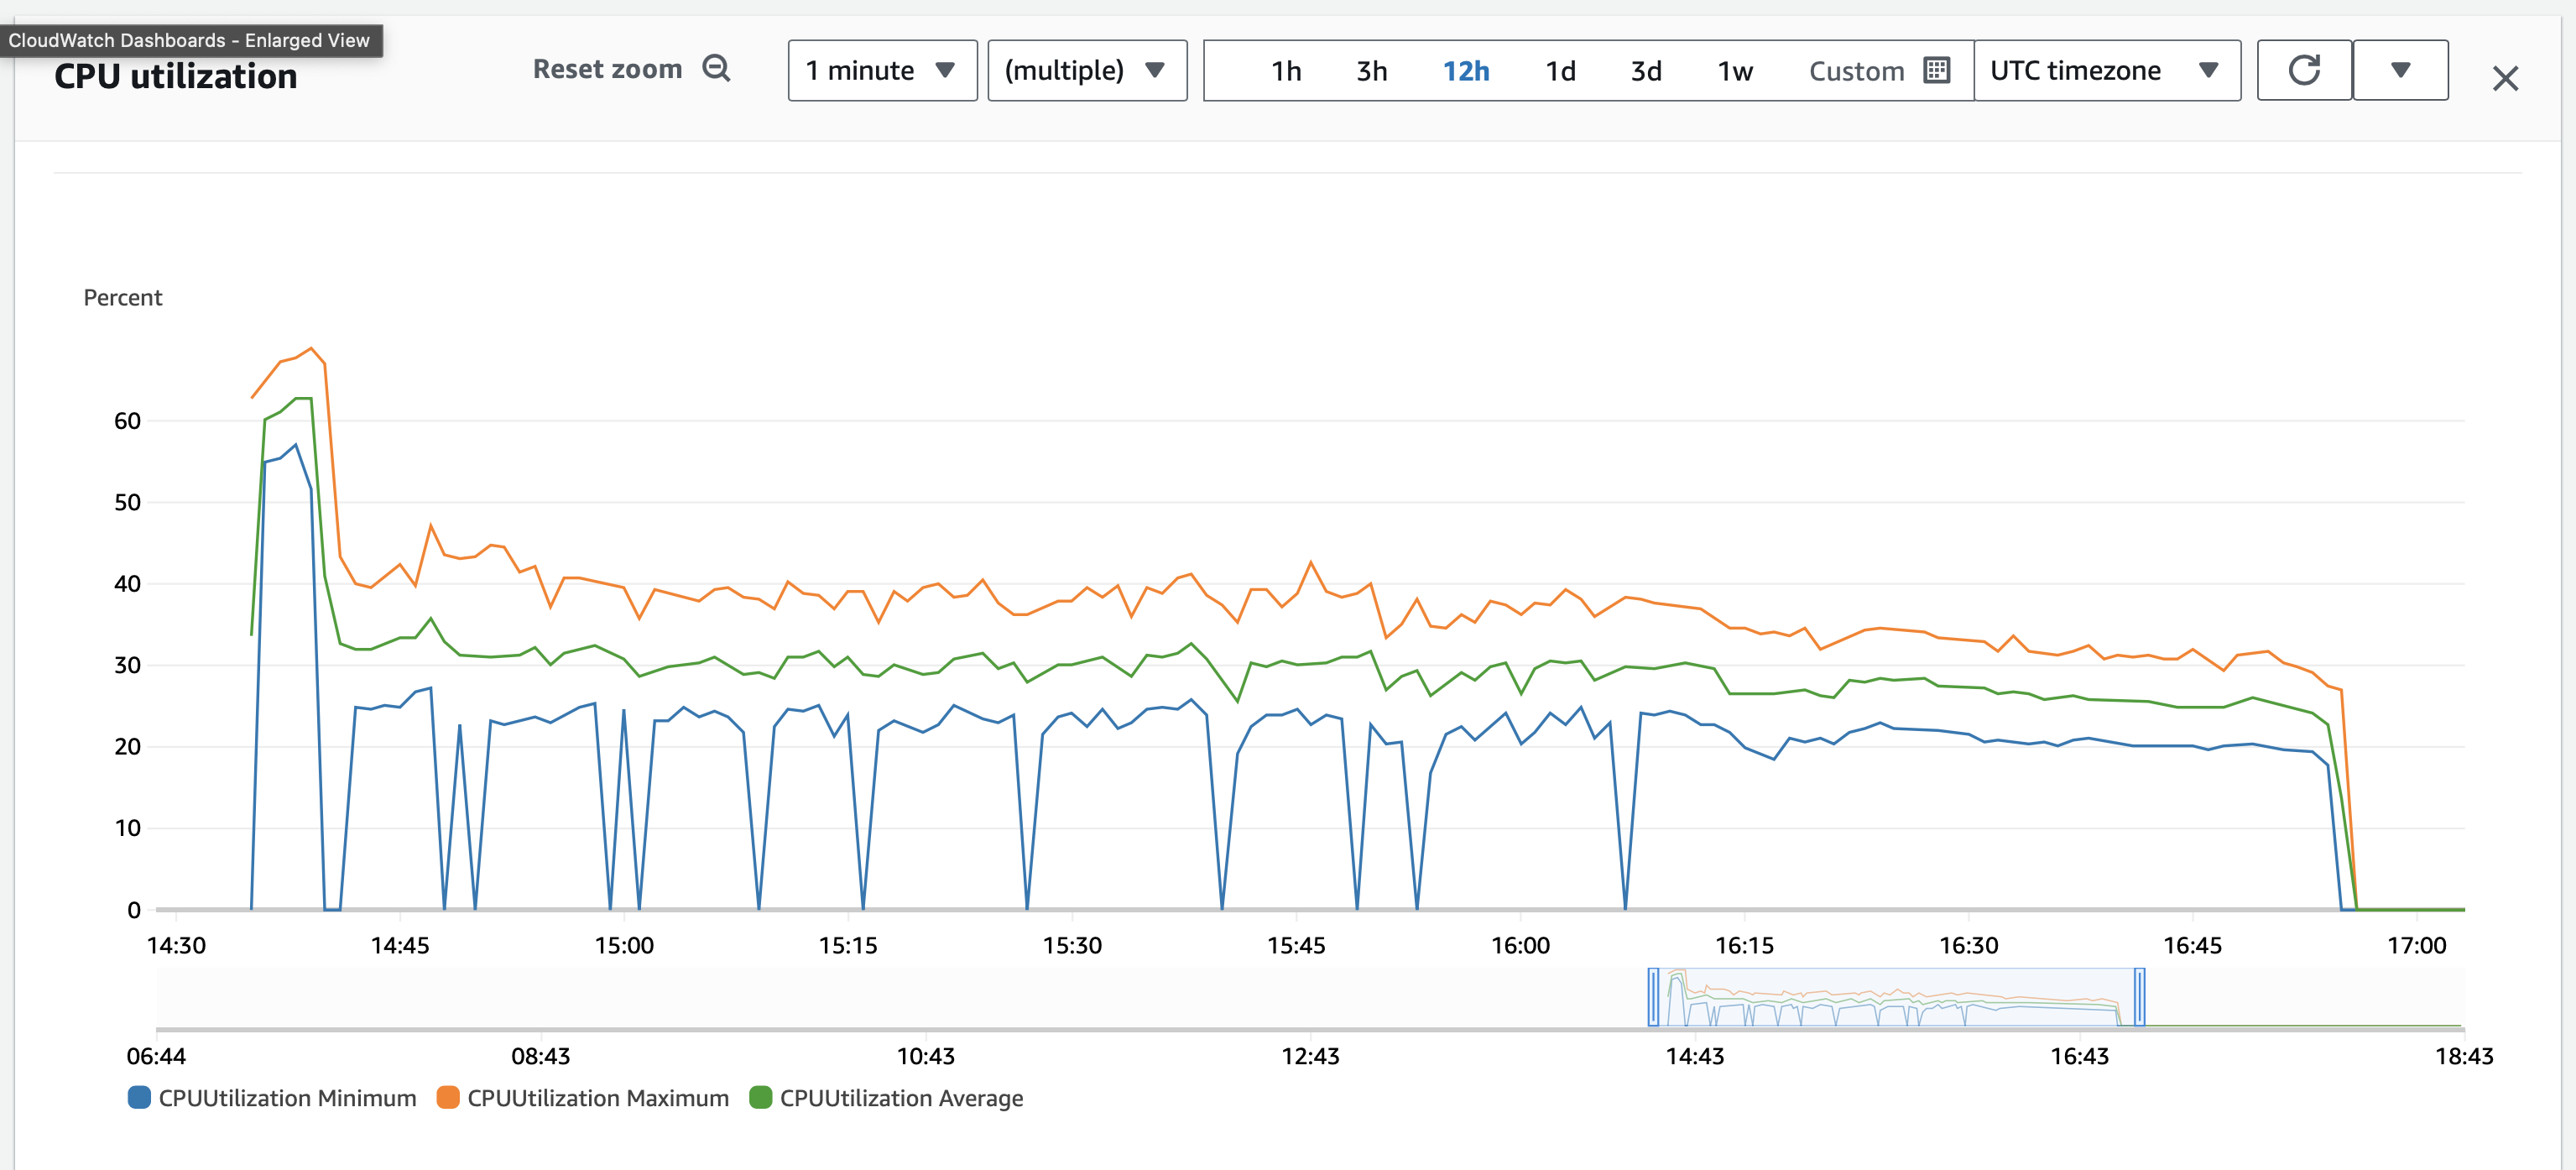 CloudWatch Dashboards - Enlarged View
CPU utilization
Reset zoom
1 minute
(multiple)
1h 3h 12h 1d 3d 1w Custom
UTC timezone
Percent
60
50
40
30
20
10
0
14:30 14:45 15:00 15:15 15:30 15:45 16:00 16:15 16:30 16:45 17:00
06:44 08:43 10:43 12:43 14:43 16:43 18:43
CPUUtilization Minimum CPUUtilization Maximum CPUUtilization Average